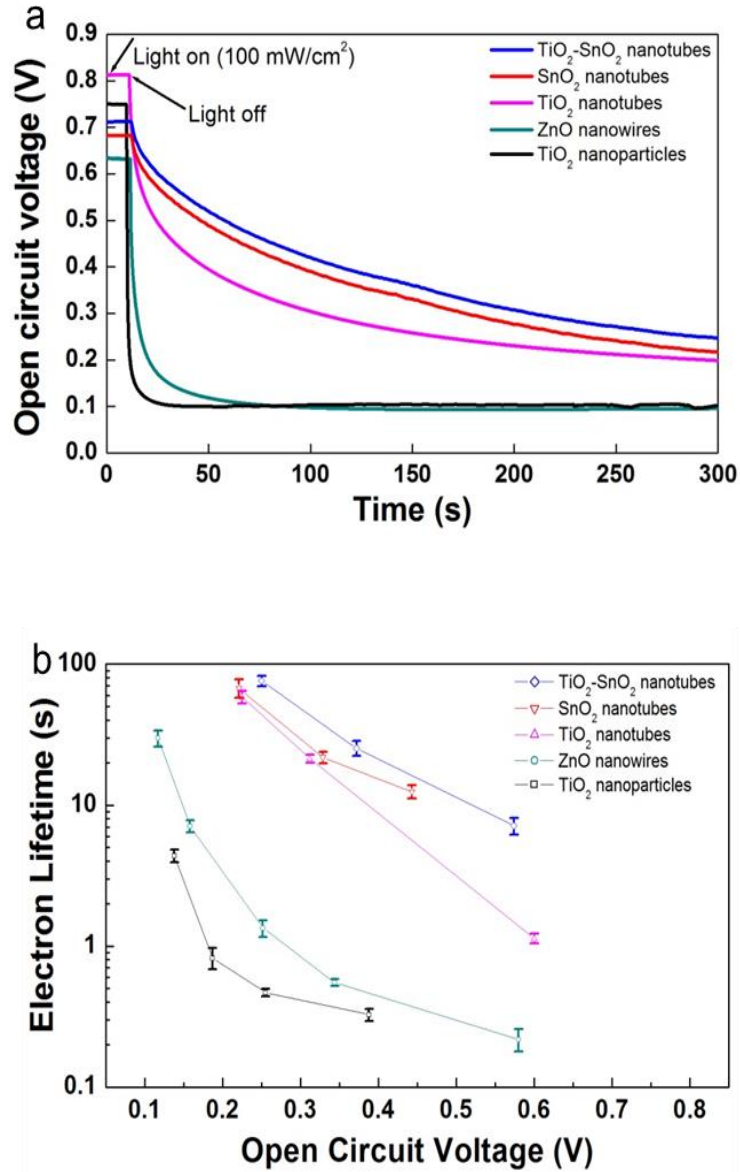 a
Light on (100 mW/cm²)
Light off
TiO₂-SnO₂ nanotubes
SnO₂ nanotubes
TiO₂ nanotubes
ZnO nanowires
TiO₂ nanoparticles
Open circuit voltage (V)
0.9
0.8
0.7
0.6
0.5
0.4
0.3
0.2
0.1
0.0
0 50 100 150 200 250 300
Time (s)
b
TiO₂-SnO₂ nanotubes
SnO₂ nanotubes
TiO₂ nanotubes
ZnO nanowires
TiO₂ nanoparticles
Electron Lifetime (s)
100
10
1
0.1
0.1 0.2 0.3 0.4 0.5 0.6 0.7 0.8
Open Circuit Voltage (V)